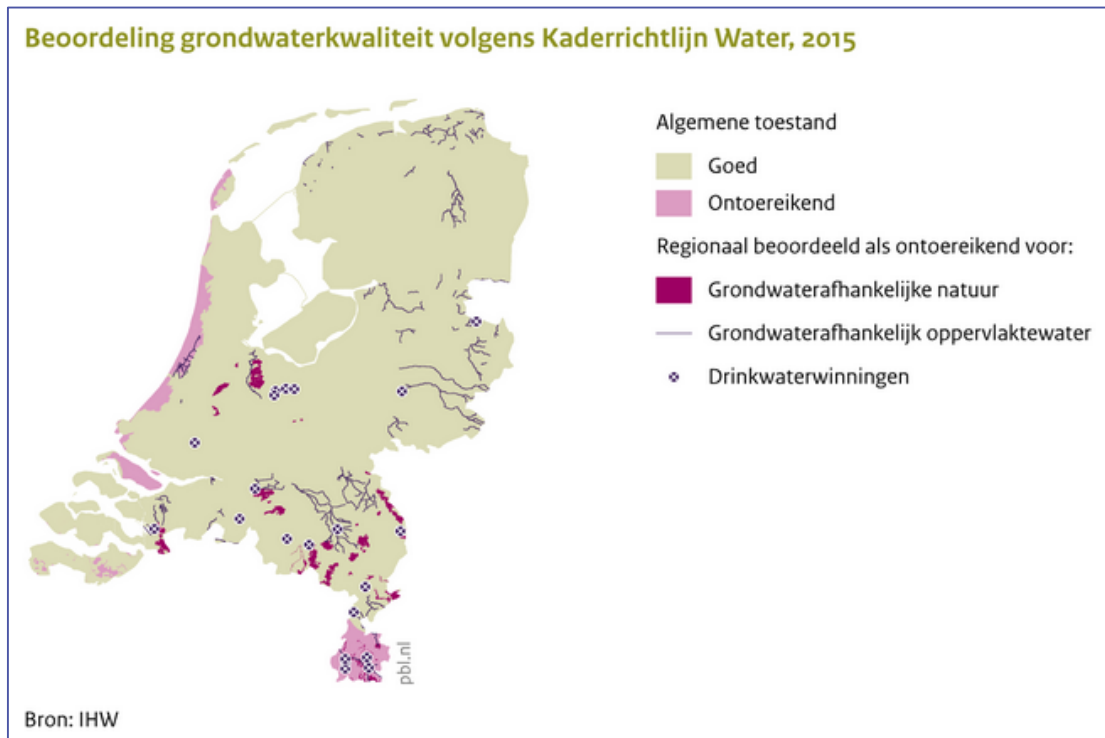 Beoordeling grondwaterkwaliteit volgens Kaderrichtlijn Water, 2015
Algemene toestand
Goed
Ontoereikend
Regionaal beoordeeld als ontoereikend voor:
Grondwaterafhankelijke natuur
Grondwaterafhankelijk oppervlaktewater
Drinkwaterwinningen
pbl.nl
Bron: IHW